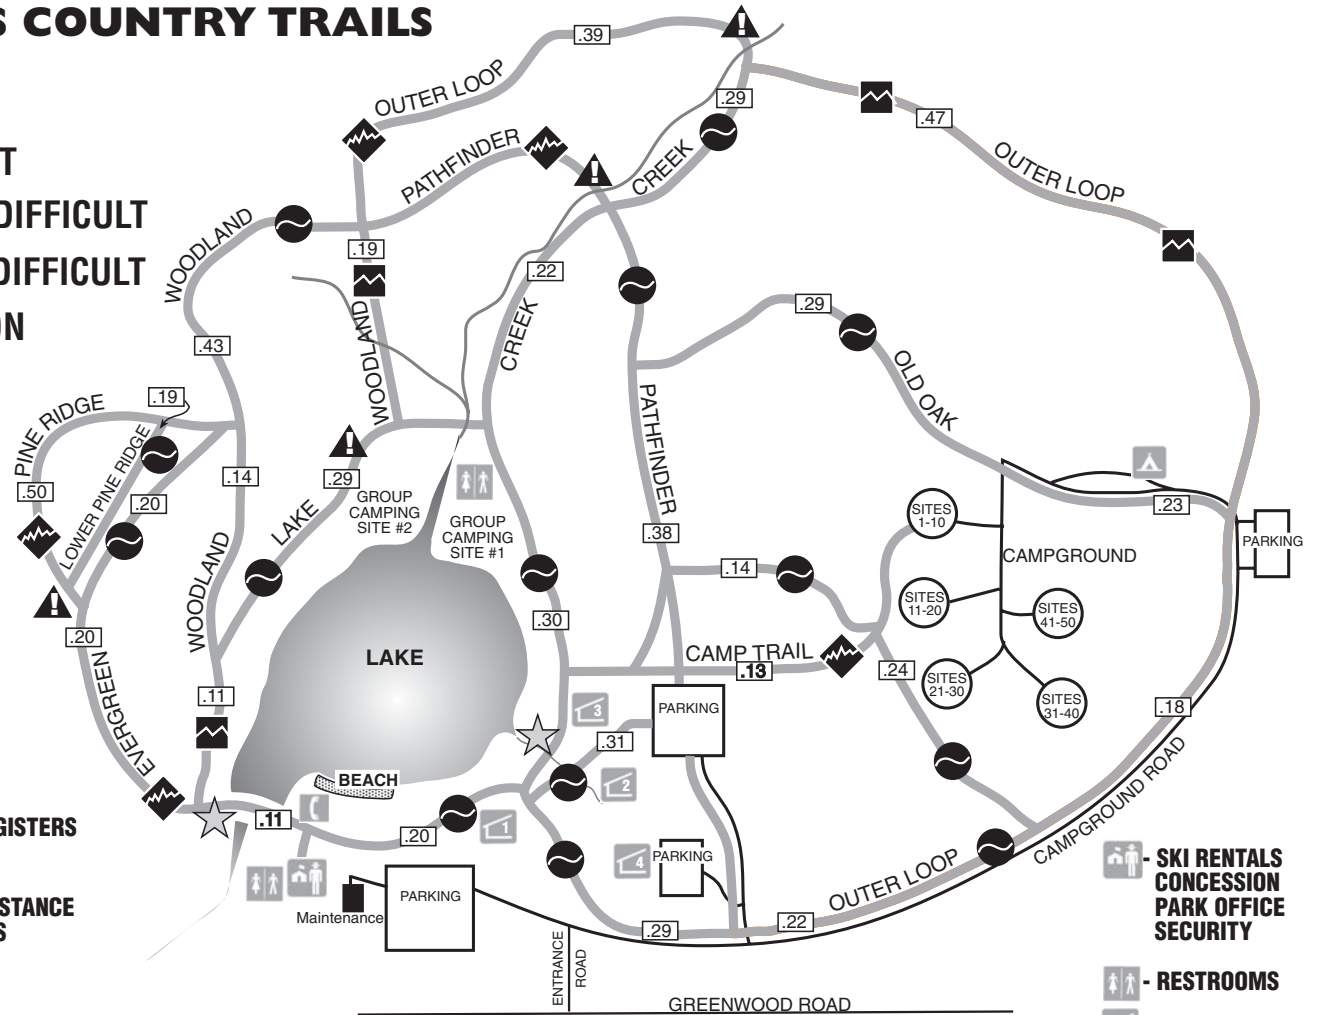 S COUNTRY TRAILS
T
DIFFICULT
DIFFICULT
ON
.39
OUTER LOOP
.29
.47
OUTER LOOP
PATHFINDER
CREEK
WOODLAND
.19
.22
WOODLAND
CREEK
.29
OLD OAK
.43
.19
PINE RIDGE
LOWER PINE RIDGE
PATHFINDER
.50
.20
.14
.29
LAKE
GROUP
CAMPING
SITE #2
GROUP
CAMPING
SITE #1
.38
SITES
1-10
.23
PARKING
CAMPGROUND
.14
SITES
11-20
SITES
41-50
WOODLAND
.20
.30
LAKE
CAMP TRAIL
.13
.24
SITES
21-30
SITES
31-40
EVERGREEN
.11
3
PARKING
.18
.31
BEACH
2
CAMPGROUND ROAD
GISTERS
.11
.20
1
4
PARKING
OUTER LOOP
STANCE
S
Maintenance
PARKING
.29
.22
ENTRANCE
ROAD
GREENWOOD ROAD
- SKI RENTALS
CONCESSION
PARK OFFICE
SECURITY
- RESTROOMS